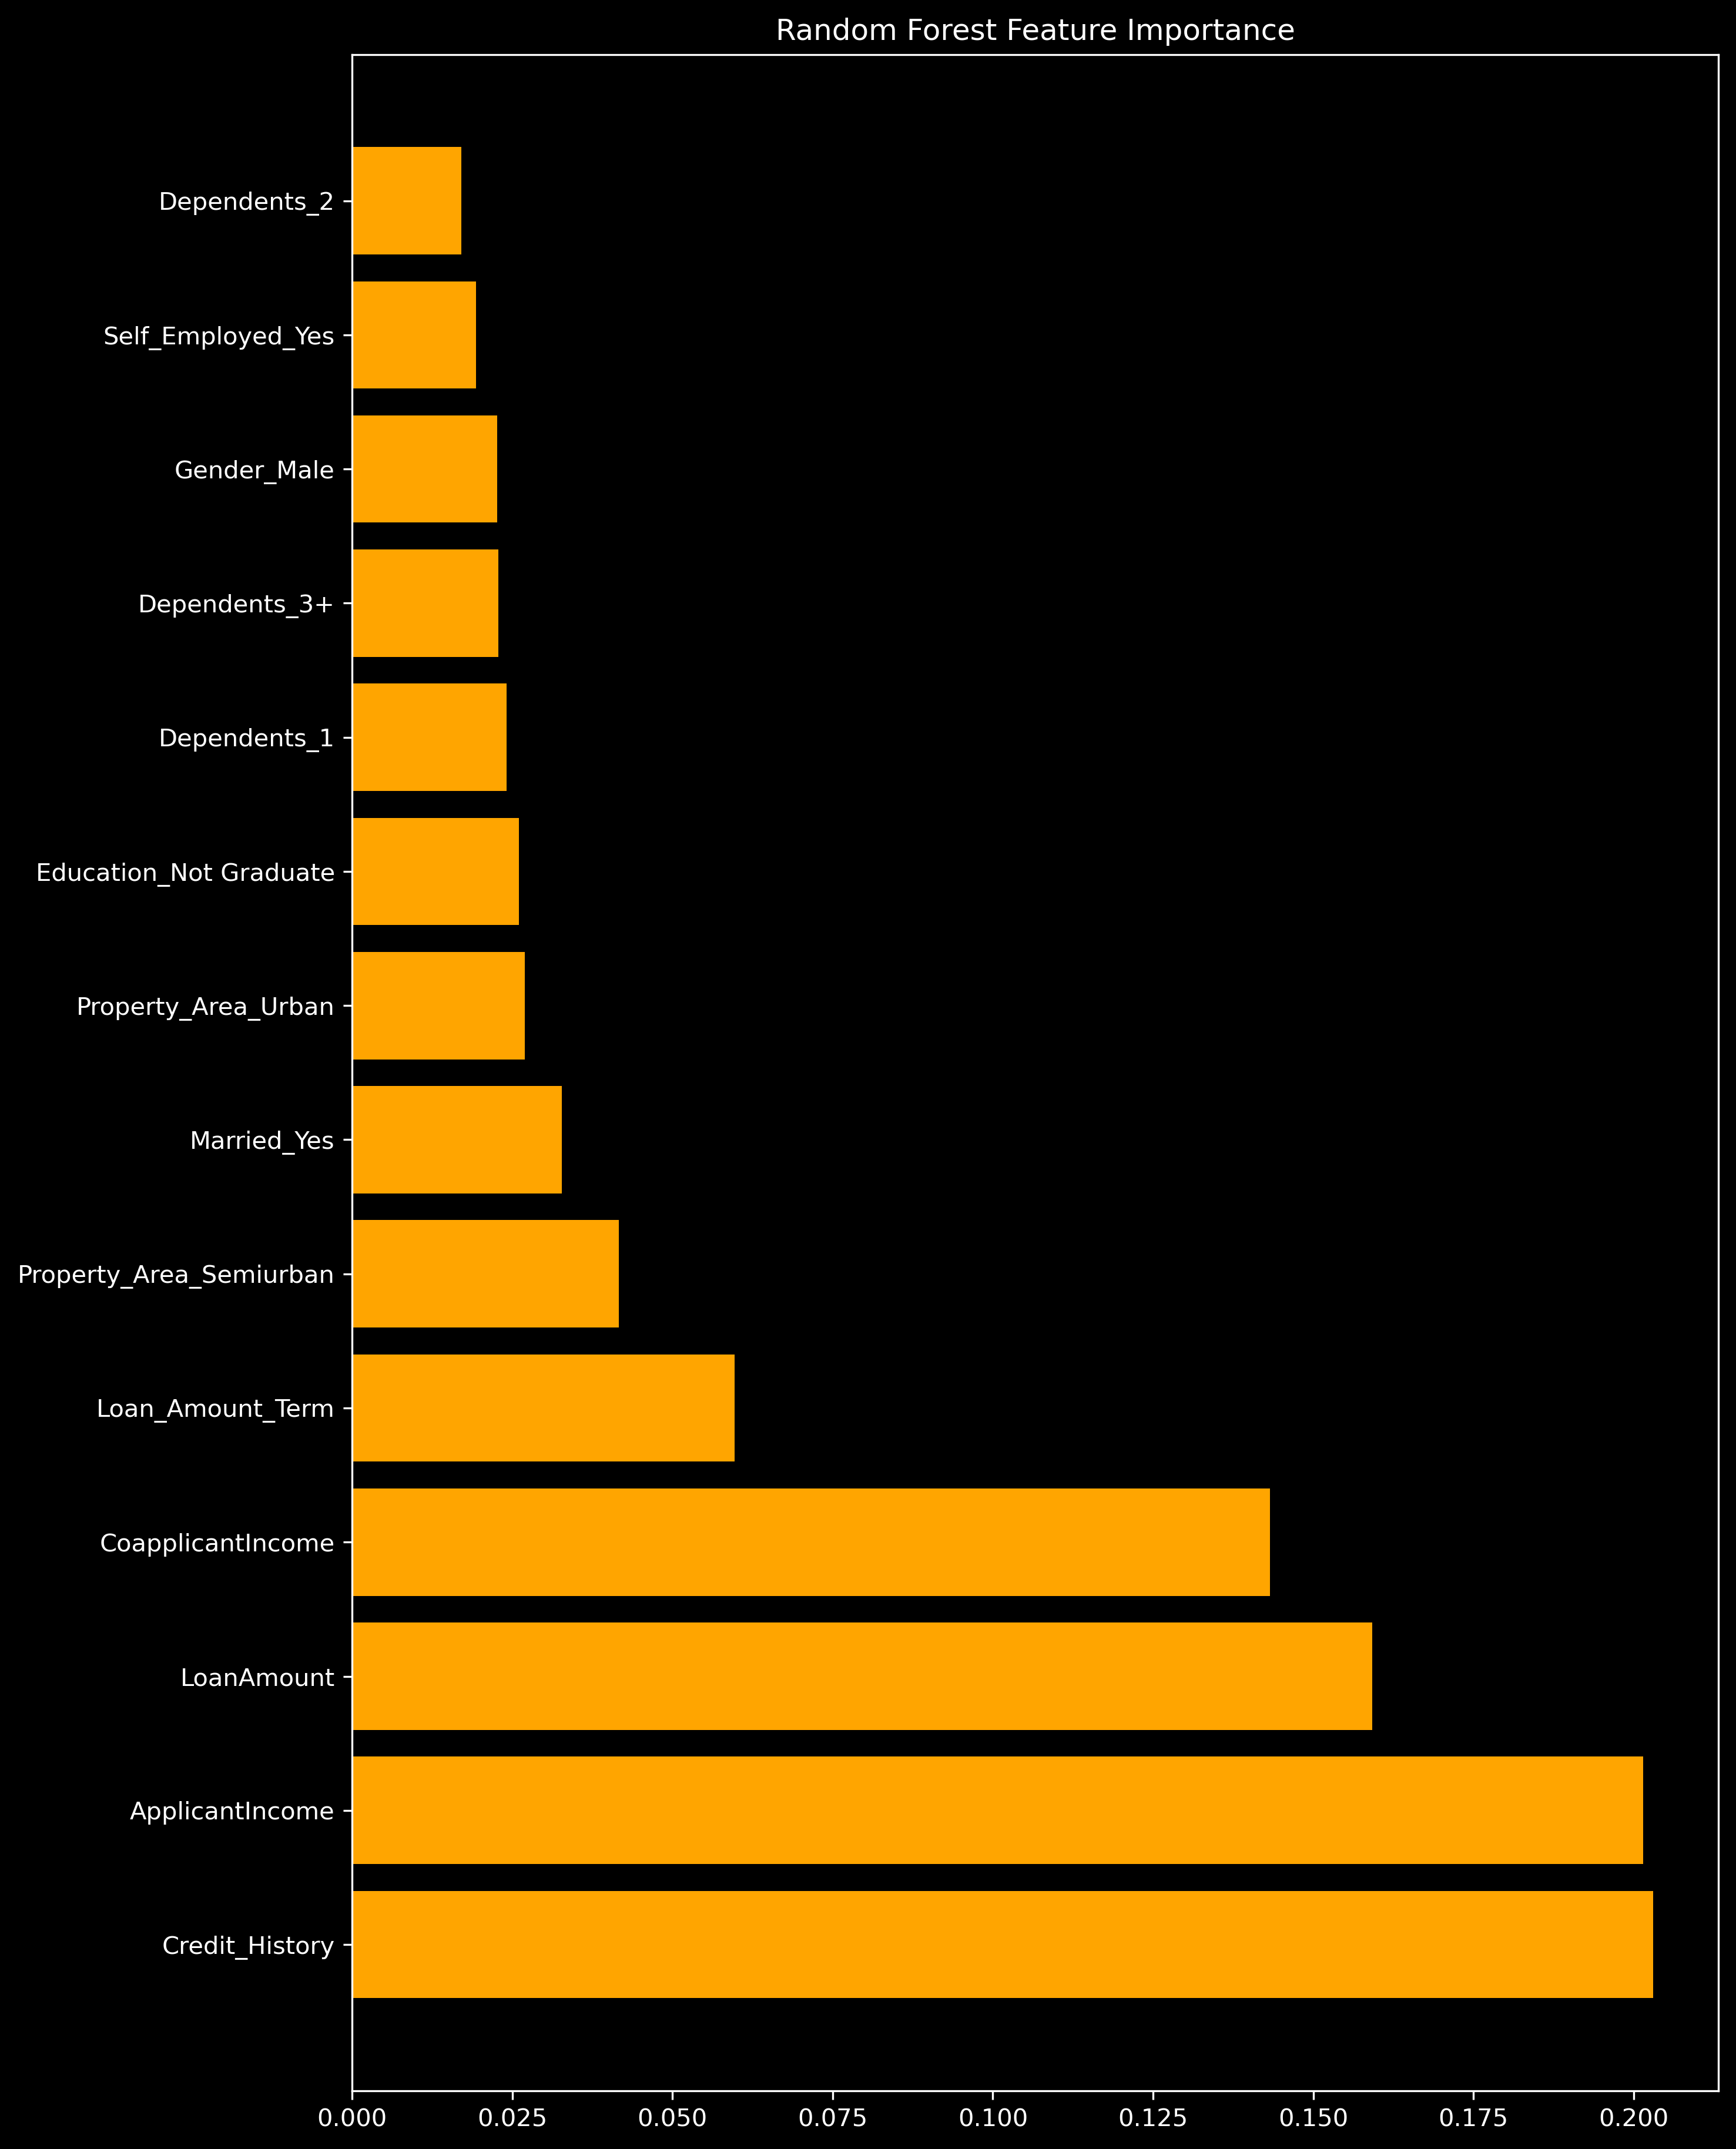 Random Forest Feature Importance
Dependents_2
Self_Employed_Yes
Gender_Male
Dependents_3+
Dependents_1
Education_Not Graduate
Property_Area_Urban
Married_Yes
Property_Area_Semiurban
Loan_Amount_Term
CoapplicantIncome
LoanAmount
ApplicantIncome
Credit_History
0.000 0.025 0.050 0.075 0.100 0.125 0.150 0.175 0.200